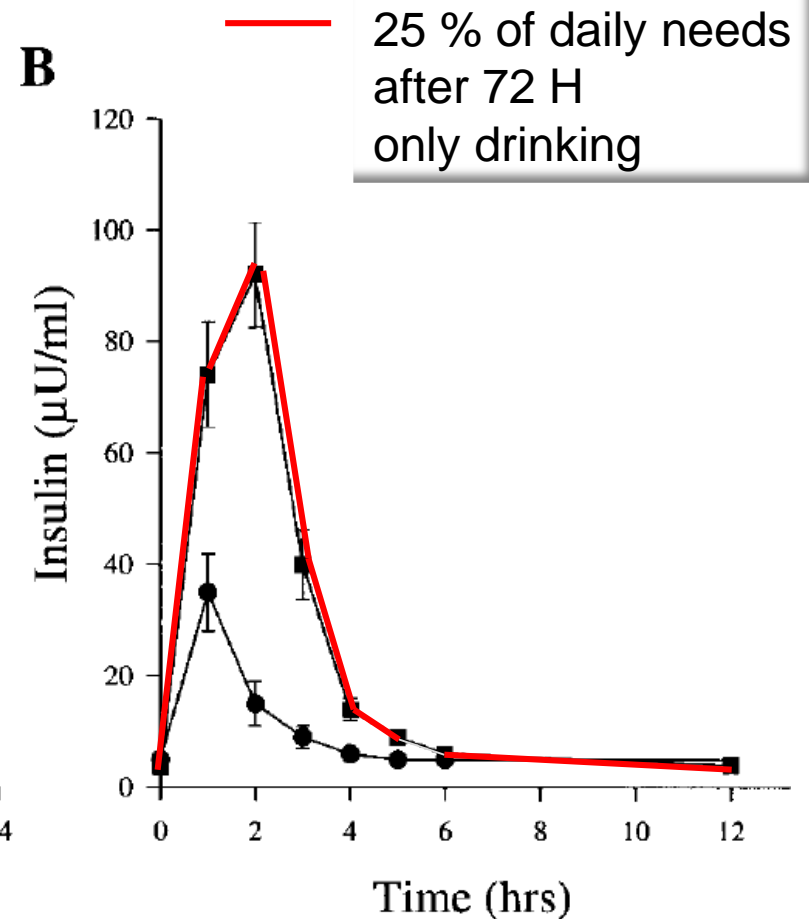 25 % of daily needs
after 72 H
only drinking
B
120
100
80
60
40
20
0
Insulin (µU/ml)
4
0 2 4 6 8 10 12
Time (hrs)